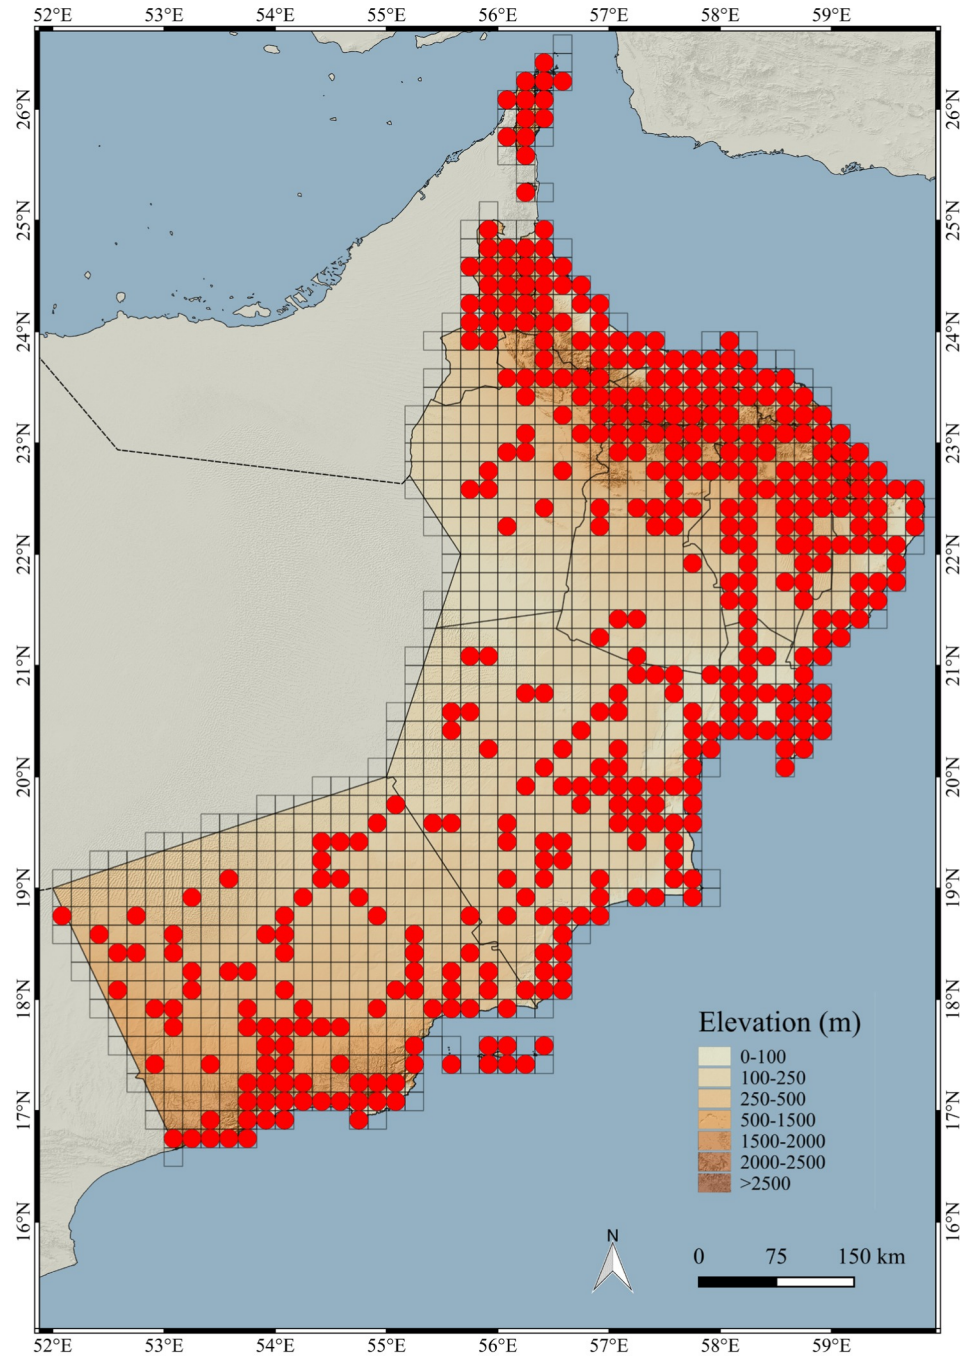 52°E 53°E 54°E 55°E 56°E 57°E 58°E 59°E
26°N 26°N
25°N 25°N
24°N 24°N
23°N 23°N
22°N 22°N
21°N 21°N
20°N 20°N
19°N 19°N
18°N 18°N
17°N 17°N
16°N 16°N
Elevation (m)
0-100
100-250
250-500
500-1500
1500-2000
2000-2500
>2500
N
0 75 150 km
52°E 53°E 54°E 55°E 56°E 57°E 58°E 59°E